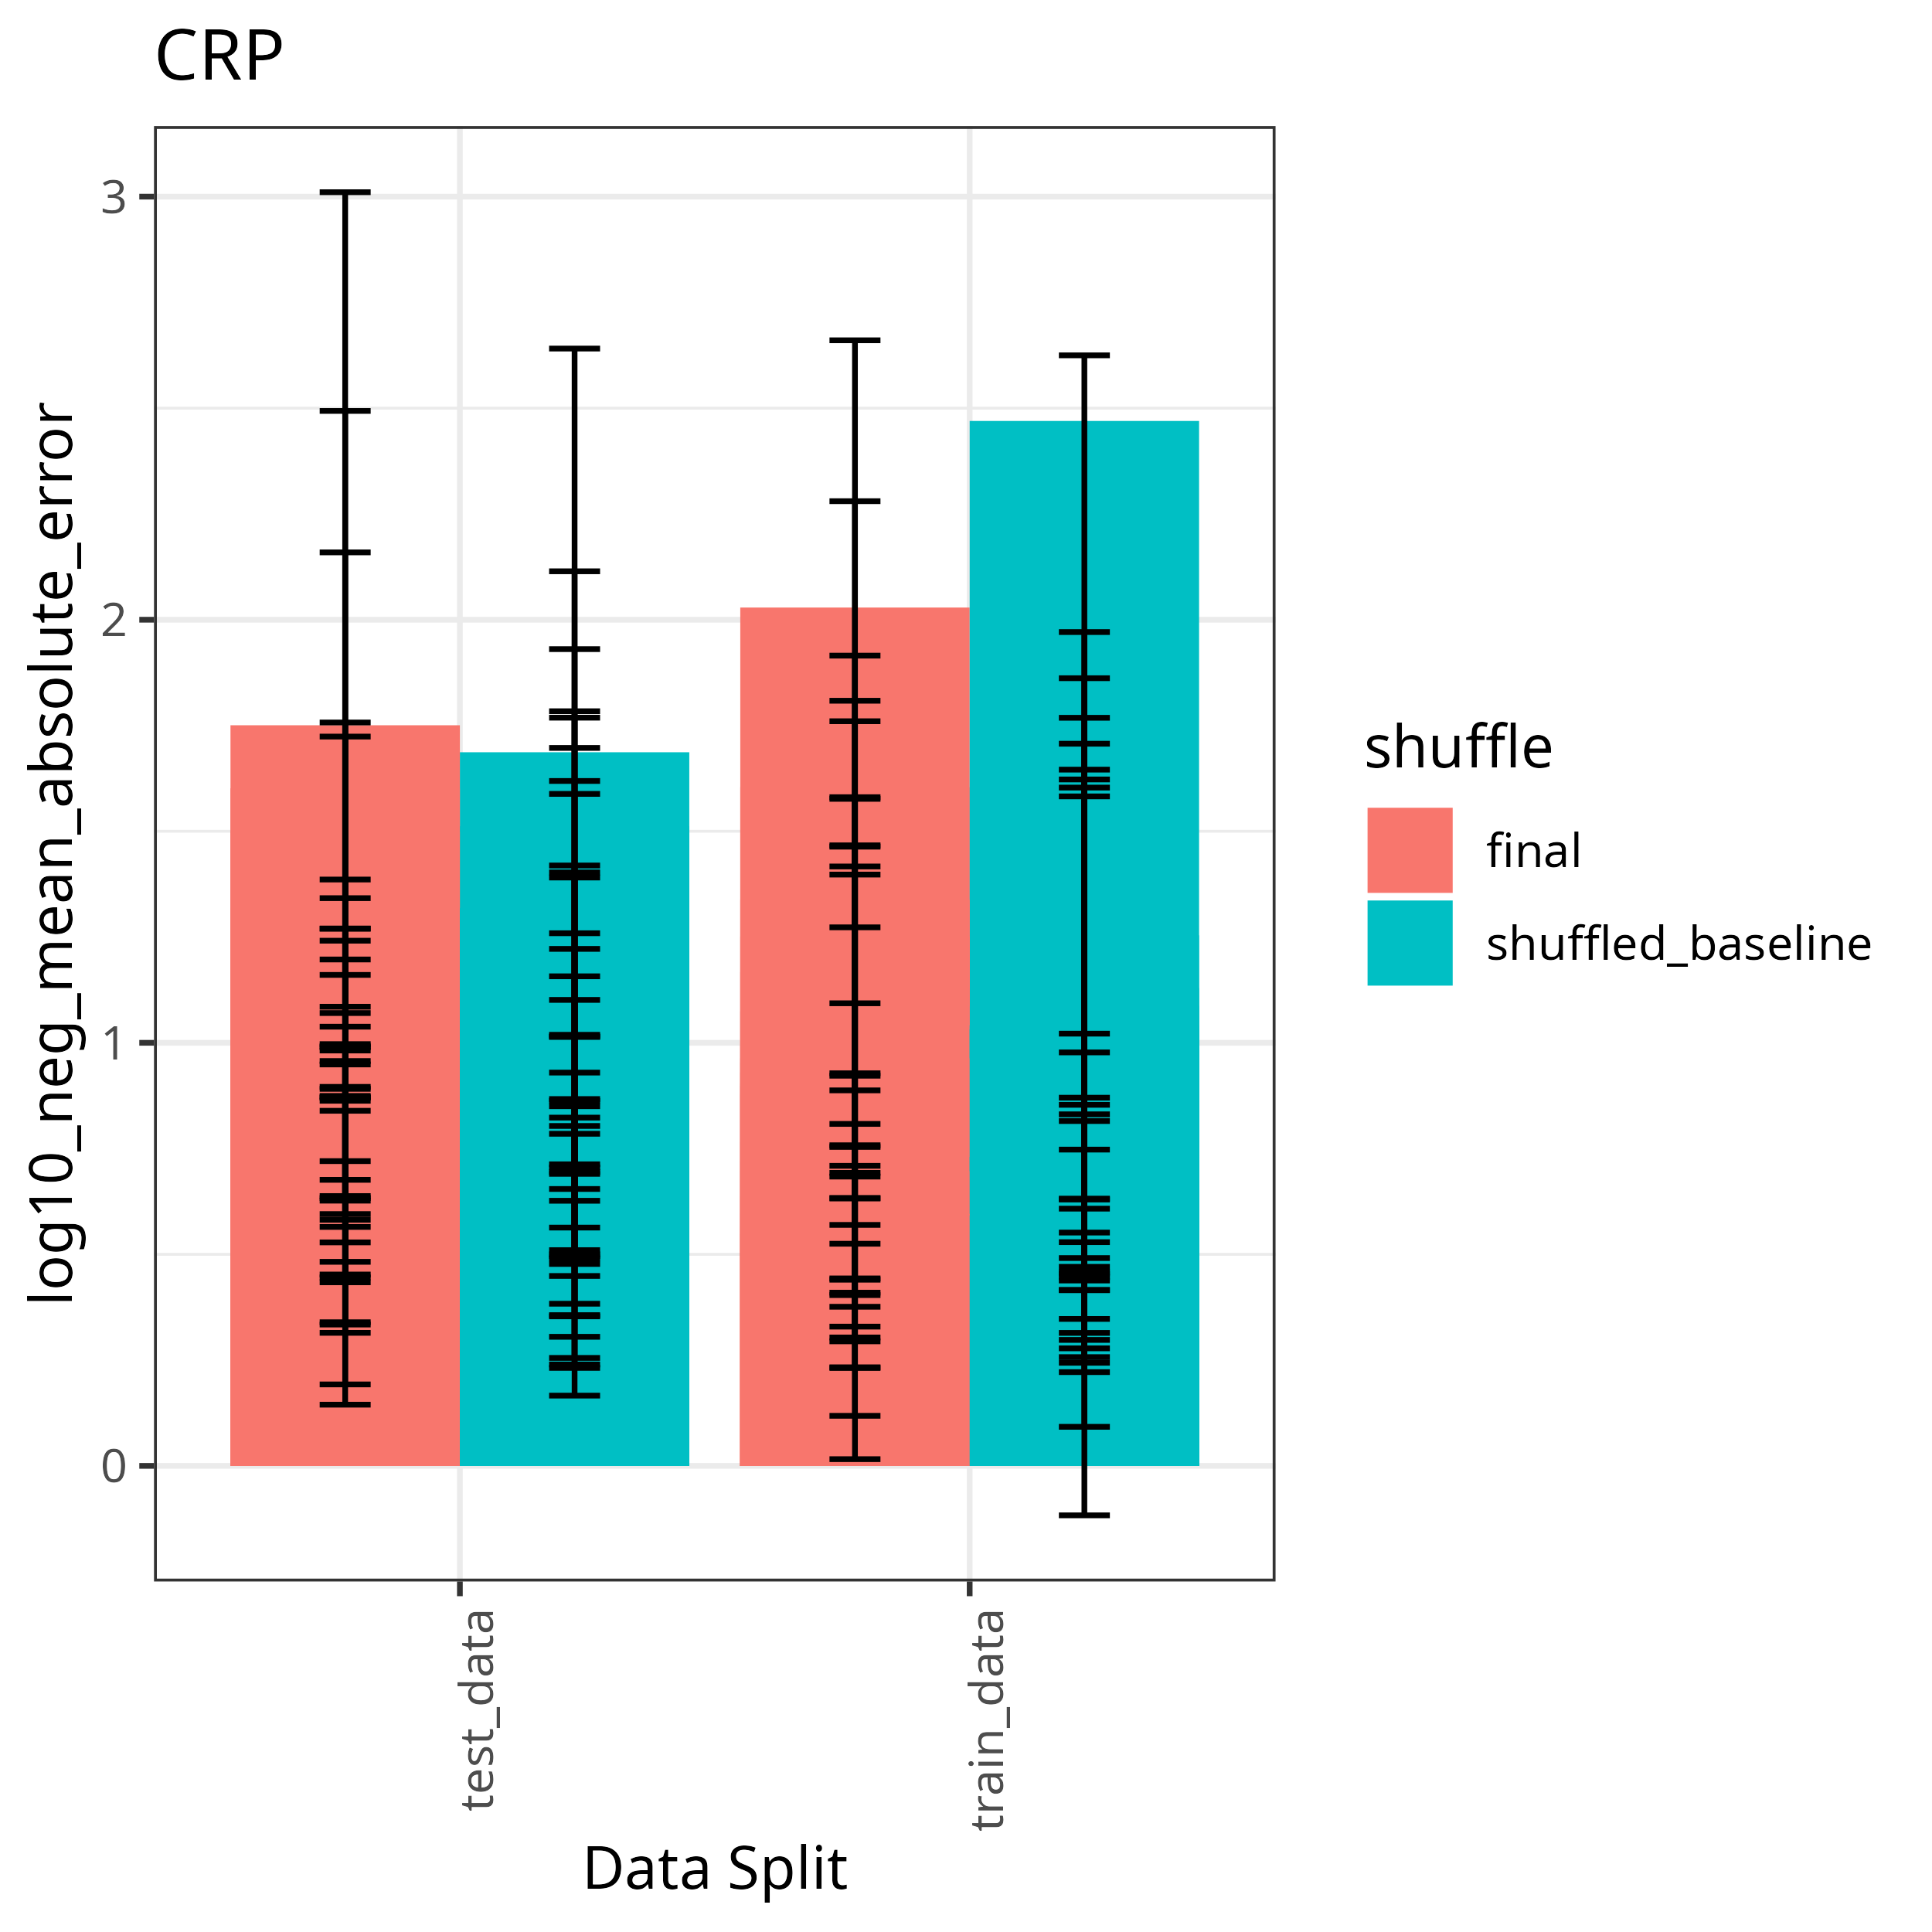 CRP
log10_neg_mean_absolute_error
3
2
1
0
test_data
train_data
Data Split
shuffle
final
shuffled_baseline